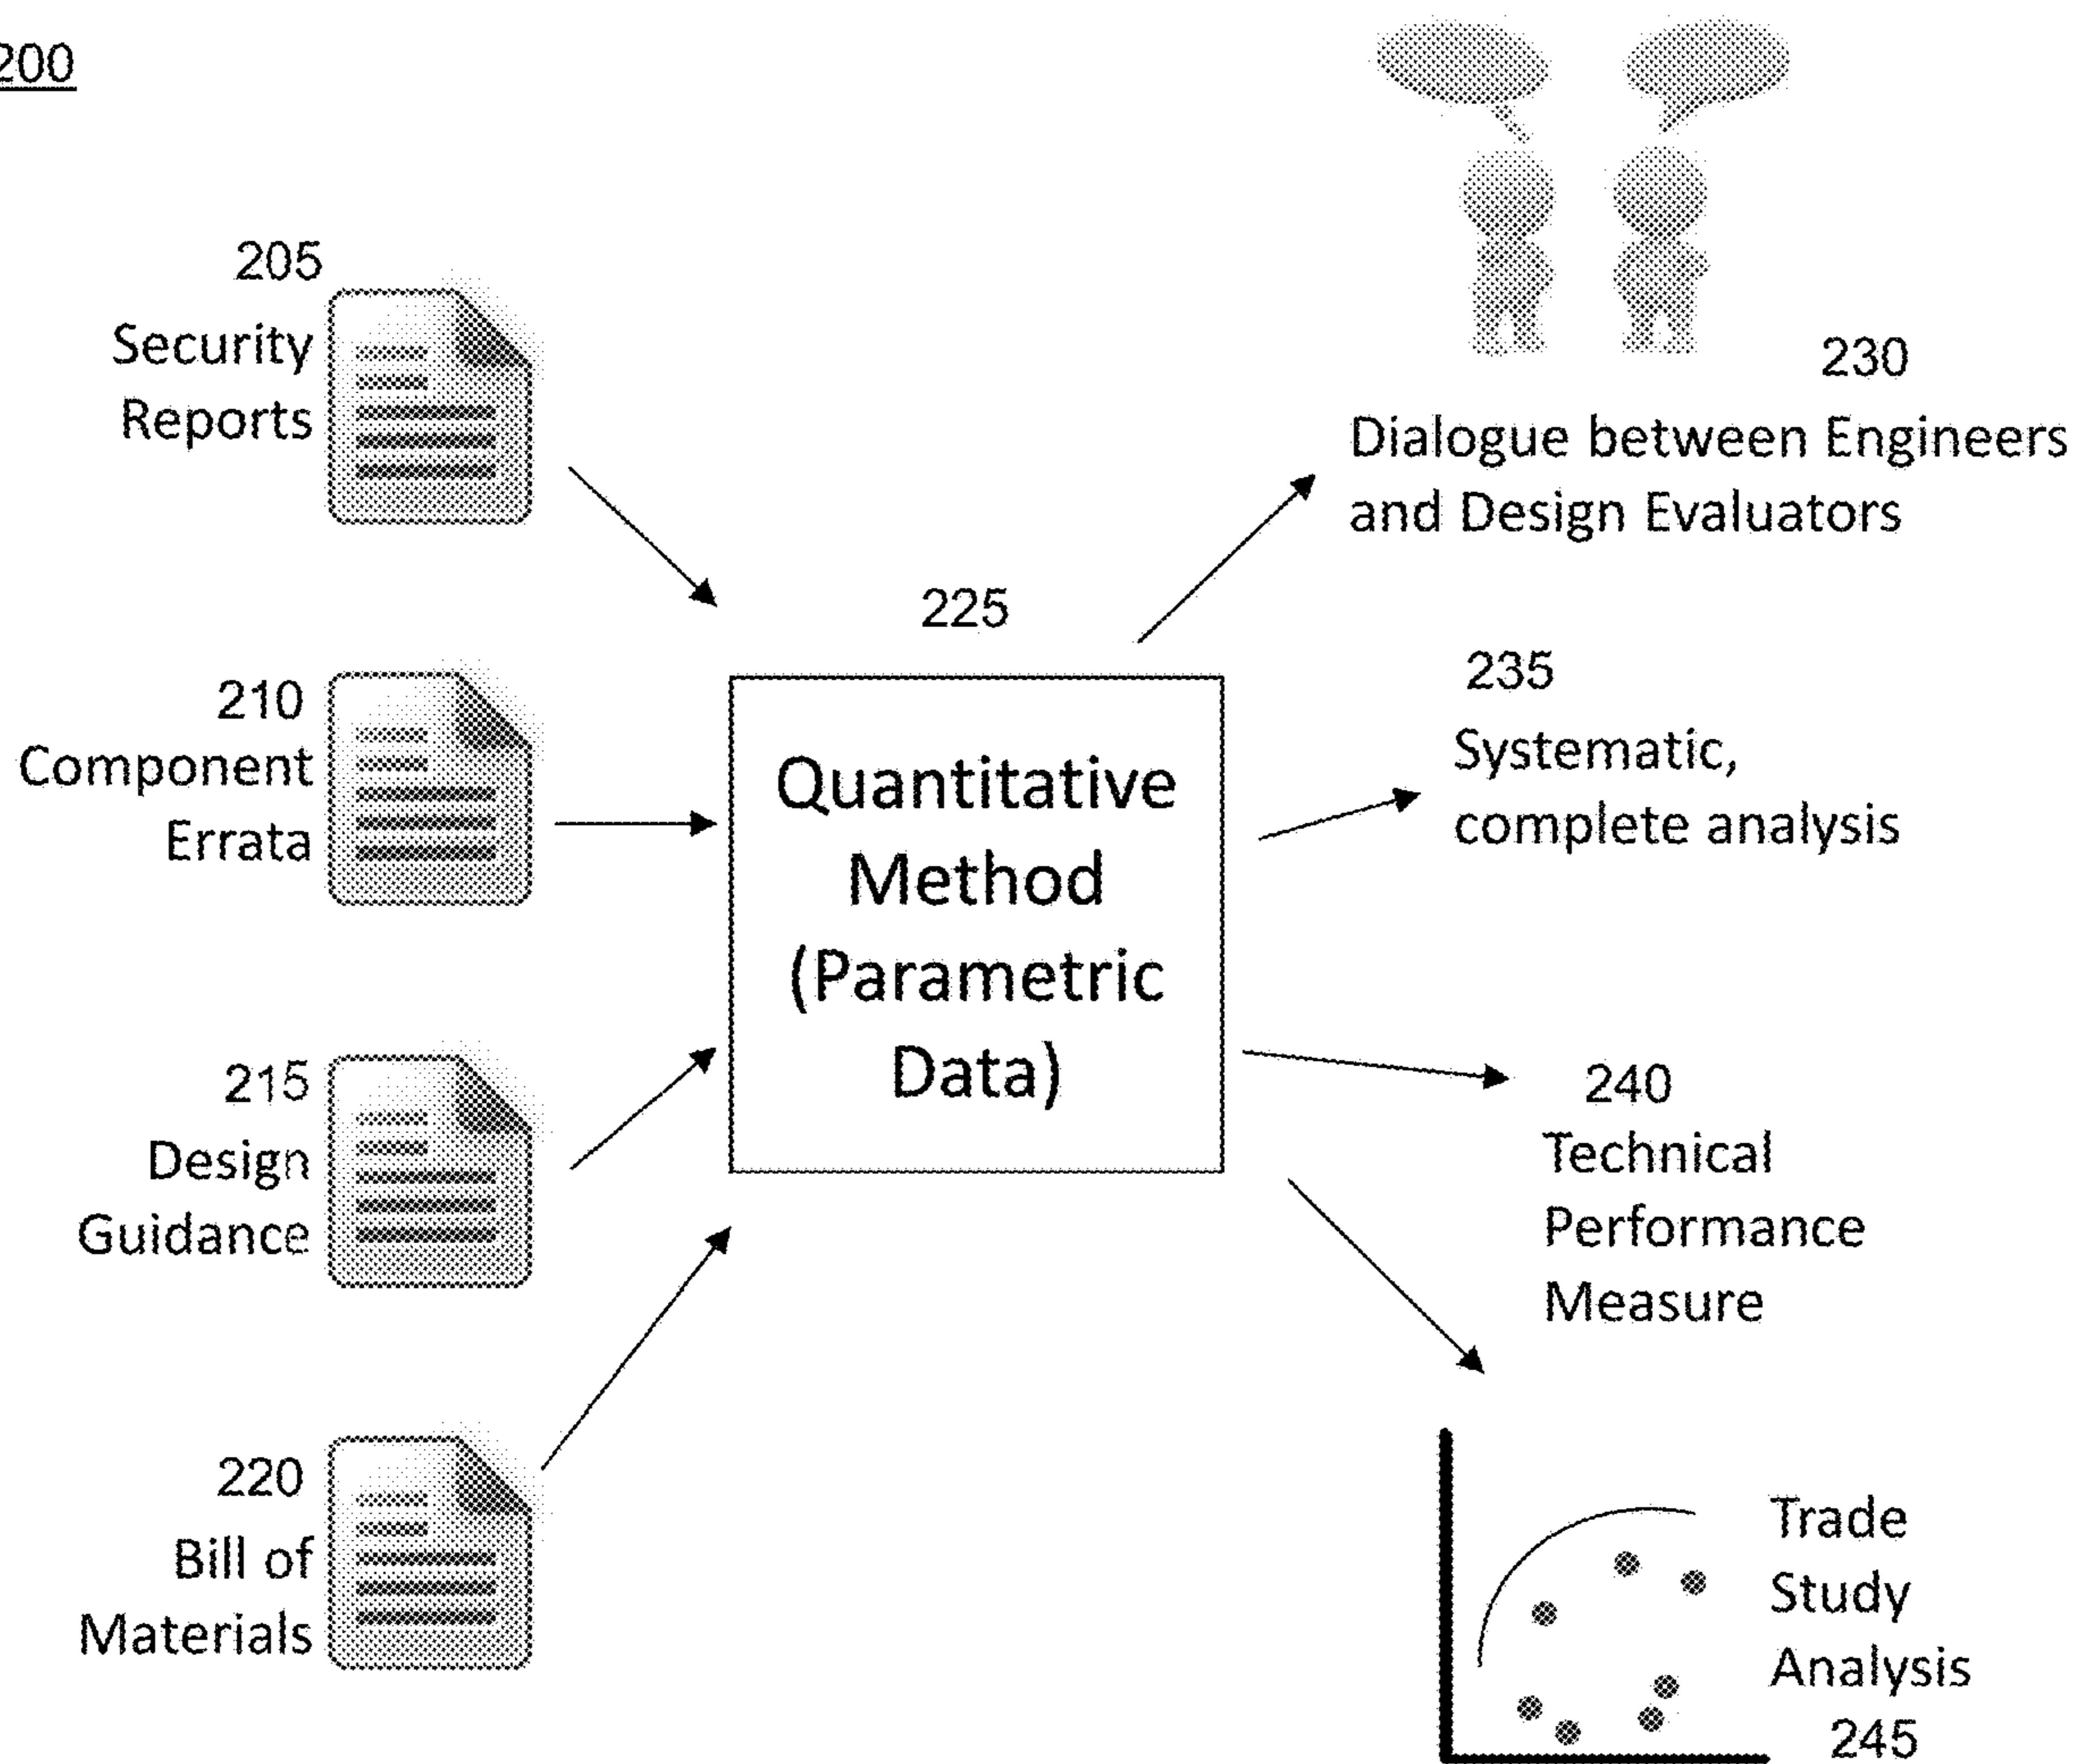 200
205
Security
Reports
210
Component
Errata
215
Design
Guidance
220
Bill of
Materials
225
Quantitative
Method
(Parametric
Data)
230
Dialogue between Engineers
and Design Evaluators
235
Systematic,
complete analysis
240
Technical
Performance
Measure
Trade
Study
Analysis
245